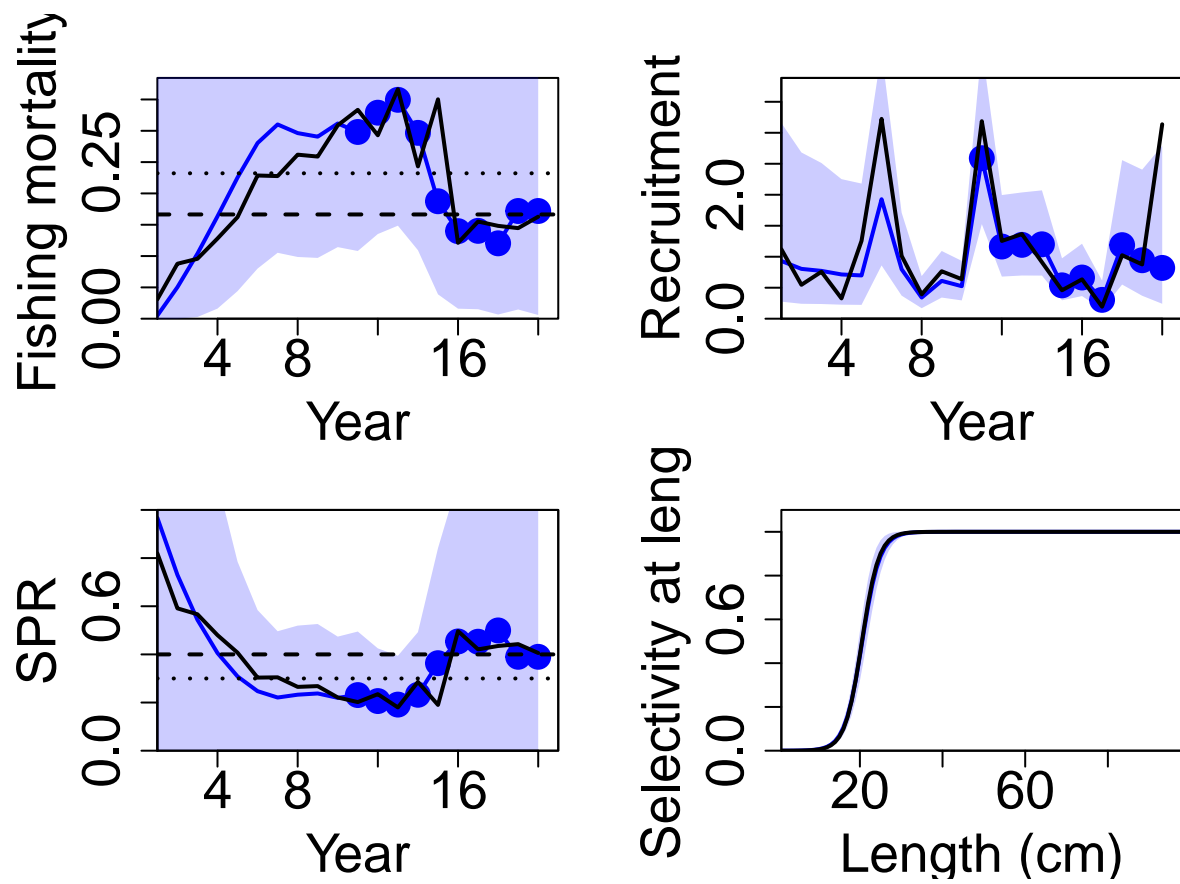 Fishing mortality
0.00 0.25
4 8 16
Year
Recruitment
0.0 2.0
4 8 16
Year
SPR
0.0 0.6
4 8 16
Year
Selectivity at leng
0.0 0.6
20 60
Length (cm)